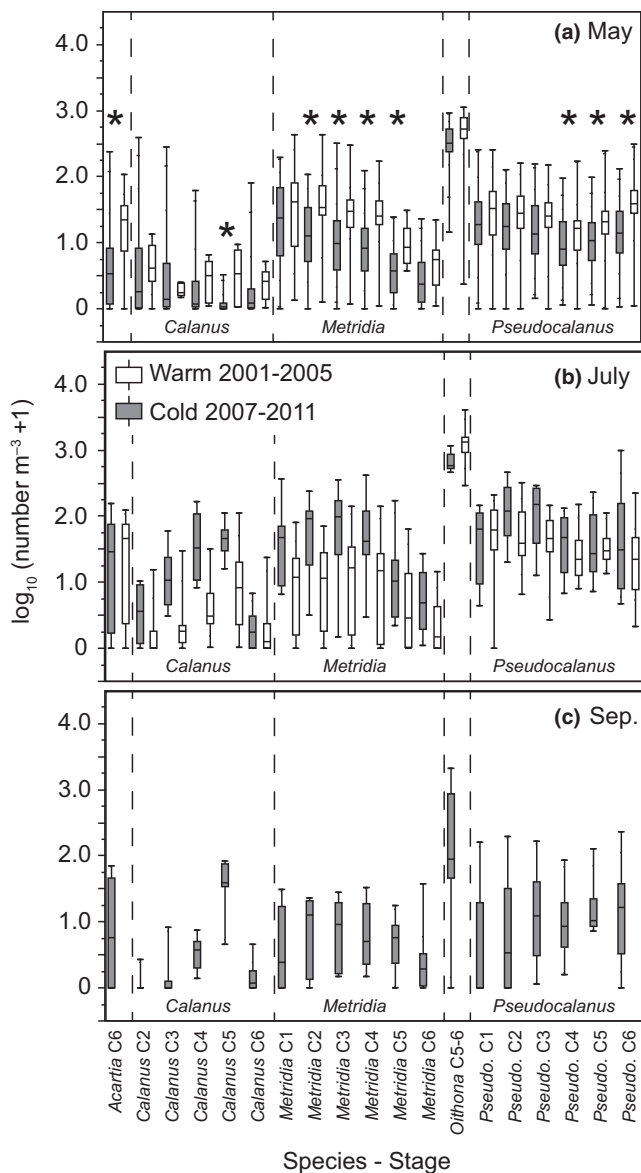 (a) May
4.0
3.0
2.0
1.0
0
* * * * * * * * *
Calanus Metridia Pseudocalanus
(b) July
Warm 2001-2005
Cold 2007-2011
4.0
3.0
2.0
1.0
0
Calanus Metridia Pseudocalanus
log10 (number m−3 +1)
(c) Sep.
4.0
3.0
2.0
1.0
0
Calanus Metridia Pseudocalanus
Acartia C6
Calanus C2
Calanus C3
Calanus C4
Calanus C5
Calanus C6
Metridia C1
Metridia C2
Metridia C3
Metridia C4
Metridia C5
Metridia C6
Oithona C5-6
Pseudo. C1
Pseudo. C2
Pseudo. C3
Pseudo. C4
Pseudo. C5
Pseudo. C6
Species - Stage